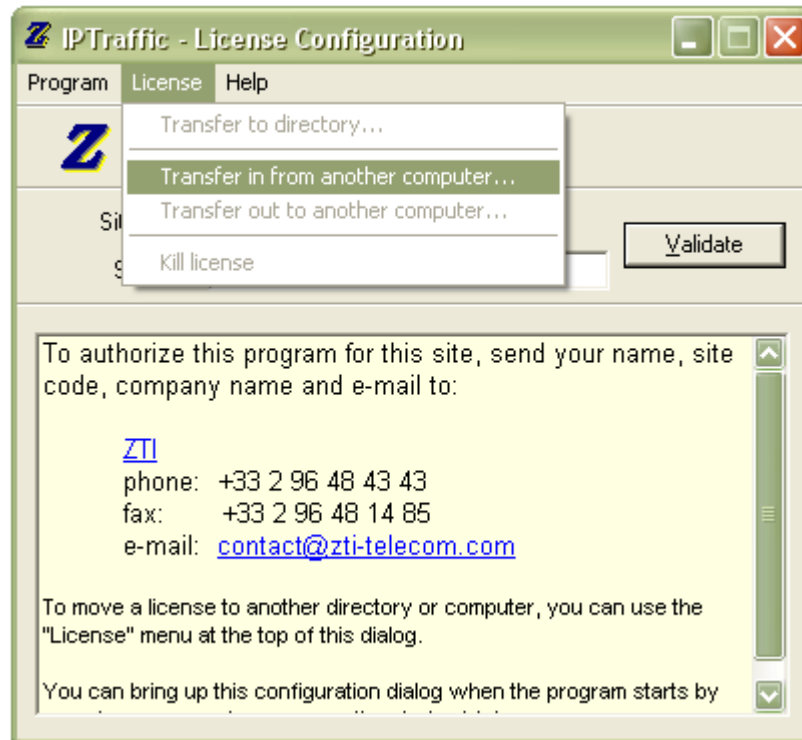 IPTraffic - License Configuration
Program License Help
Transfer to directory...
Transfer in from another computer...
Transfer out to another computer...
Kill license
Validate
To authorize this program for this site, send your name, site
code, company name and e-mail to:
ZTI
phone: +33 2 96 48 43 43
fax: +33 2 96 48 14 85
e-mail: contact@zti-telecom.com
To move a license to another directory or computer, you can use the
"License" menu at the top of this dialog.
You can bring up this configuration dialog when the program starts by